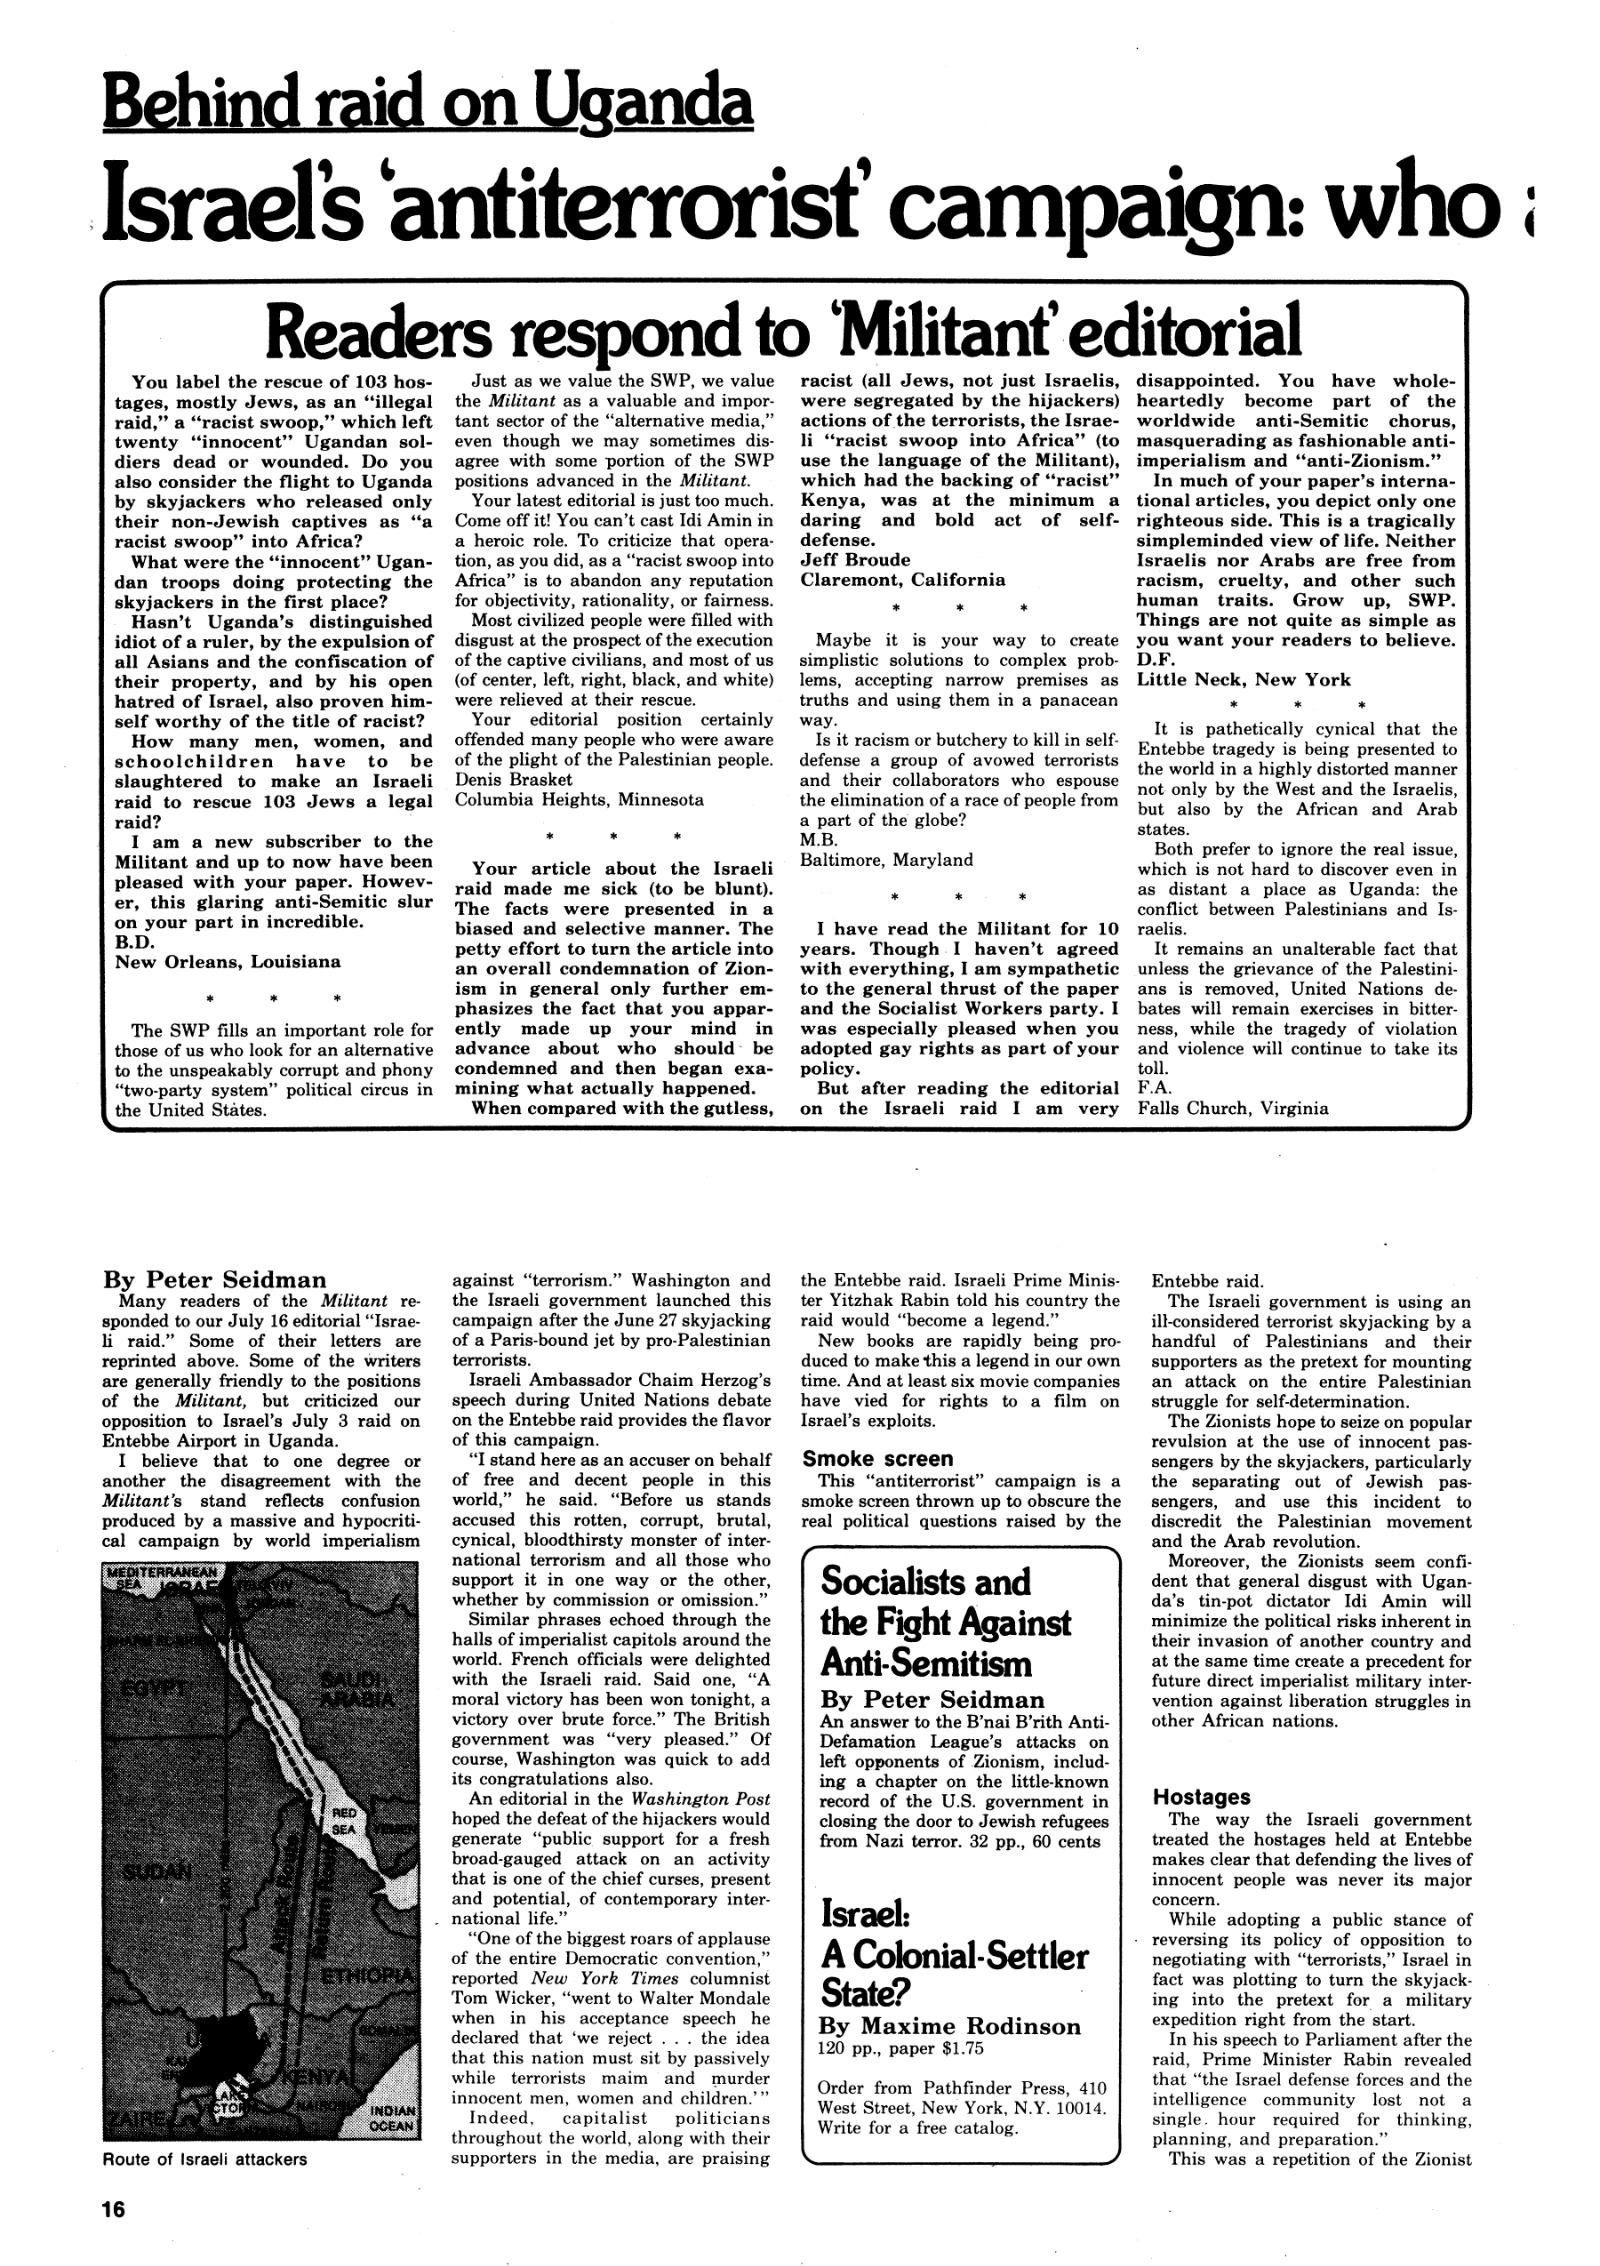 Behind raid on Uganda
Israel's 'antiterrorist' campaign: who
Readers respond to 'Militant' editorial
You label the rescue of 103 hos-
tages, mostly Jews, as an "illegal
raid," a "racist swoop," which left
twenty "innocent" Ugandan sol-
diers dead or wounded. Do you
also consider the flight to Uganda
by skyjackers who released only
their non-Jewish captives as "a
racist swoop" into Africa?
What were the "innocent" Ugan-
dan troops doing protecting the
skyjackers in the first place?
Hasn't Uganda's distinguished
idiot of a ruler, by the expulsion of
all Asians and the confiscation of
their property, and by his open
hatred of Israel, also proven him-
self worthy of the title of racist?
How many men, women, and
schoolchildren have to be
slaughtered to make an Israeli
raid to rescue 103 Jews a legal
raid?
I am a new subscriber to the
Militant and up to now have been
pleased with your paper. Howev-
er, this glaring anti-Semitic slur
on your part in incredible.
B.D.
New Orleans, Louisiana
* * *
The SWP fills an important role for
those of us who look for an alternative
to the unspeakably corrupt and phony
"two-party system" political circus in
the United States.
Just as we value the SWP, we value
the Militant as a valuable and impor-
tant sector of the "alternative media,"
even though we may sometimes dis-
agree with some portion of the SWP
positions advanced in the Militant.
Your latest editorial is just too much.
Come off it! You can't cast Idi Amin in
a heroic role. To criticize that opera-
tion, as you did, as a "racist swoop into
Africa" is to abandon any reputation
for objectivity, rationality, or fairness.
Most civilized people were filled with
disgust at the prospect of the execution
of the captive civilians, and most of us
(of center, left, right, black, and white)
were relieved at their rescue.
Your editorial position certainly
offended many people who were aware
of the plight of the Palestinian people.
Denis Brasket
Columbia Heights, Minnesota
* * *
Your article about the Israeli
raid made me sick (to be blunt).
The facts were presented in a
biased and selective manner. The
petty effort to turn the article into
an overall condemnation of Zion-
ism in general only further em-
phasizes the fact that you appar-
ently made up your mind in
advance about who should be
condemned and then began exa-
mining what actually happened.
When compared with the gutless,
racist (all Jews, not just Israelis,
were segregated by the hijackers)
actions of the terrorists, the Israe-
li "racist swoop into Africa" (to
use the language of the Militant),
which had the backing of "racist"
Kenya, was at the minimum a
daring and bold act of self-
defense.
Jeff Broude
Claremont, California
* * *
Maybe it is your way to create
simplistic solutions to complex prob-
lems, accepting narrow premises as
truths and using them in a panacean
way.
Is it racism or butchery to kill in self-
defense a group of avowed terrorists
and their collaborators who espouse
the elimination of a race of people from
a part of the globe?
M.B.
Baltimore, Maryland
* * *
I have read the Militant for 10
years. Though I haven't agreed
with everything, I am sympathetic
to the general thrust of the paper
and the Socialist Workers party. I
was especially pleased when you
adopted gay rights as part of your
policy.
But after reading the editorial
on the Israeli raid I am very
disappointed. You have whole-
heartedly become part of the
worldwide anti-Semitic chorus,
masquerading as fashionable anti-
imperialism and "anti-Zionism."
In much of your paper's interna-
tional articles, you depict only one
righteous side. This is a tragically
simpleminded view of life. Neither
Israelis nor Arabs are free from
racism, cruelty, and other such
human traits. Grow up, SWP.
Things are not quite as simple as
you want your readers to believe.
D.F.
Little Neck, New York
* * *
It is pathetically cynical that the
Entebbe tragedy is being presented to
the world in a highly distorted manner
not only by the West and the Israelis,
but also by the African and Arab
states.
Both prefer to ignore the real issue,
which is not hard to discover even in
as distant a place as Uganda: the
conflict between Palestinians and Is-
raelis.
It remains an unalterable fact that
unless the grievance of the Palestini-
ans is removed, United Nations de-
bates will remain exercises in bitter-
ness, while the tragedy of violation
and violence will continue to take its
toll.
F.A.
Falls Church, Virginia
By Peter Seidman
Many readers of the Militant re-
sponded to our July 16 editorial "Israe-
li raid." Some of their letters are
reprinted above. Some of the writers
are generally friendly to the positions
of the Militant, but criticized our
opposition to Israel's July 3 raid on
Entebbe Airport in Uganda.
I believe that to one degree or
another the disagreement with the
Militant's stand reflects confusion
produced by a massive and hypocriti-
cal campaign by world imperialism
MEDITERRANEAN
SEA
ISRAEL
TEL AVIV
JORDAN
EGYPT
SAUDI
ARABIA
RED
SEA
YEMEN
SUDAN
Attack Route
Return Route
ETHIOPIA
SOMALIA
KENYA
NAIROBI
ZAIRE
INDIAN
OCEAN
Route of Israeli attackers
against "terrorism." Washington and
the Israeli government launched this
campaign after the June 27 skyjacking
of a Paris-bound jet by pro-Palestinian
terrorists.
Israeli Ambassador Chaim Herzog's
speech during United Nations debate
on the Entebbe raid provides the flavor
of this campaign.
"I stand here as an accuser on behalf
of free and decent people in this
world," he said. "Before us stands
accused this rotten, corrupt, brutal,
cynical, bloodthirsty monster of inter-
national terrorism and all those who
support it in one way or the other,
whether by commission or omission."
Similar phrases echoed through the
halls of imperialist capitols around the
world. French officials were delighted
with the Israeli raid. Said one, "A
moral victory has been won tonight, a
victory over brute force." The British
government was "very pleased." Of
course, Washington was quick to add
its congratulations also.
An editorial in the Washington Post
hoped the defeat of the hijackers would
generate "public support for a fresh
broad-gauged attack on an activity
that is one of the chief curses, present
and potential, of contemporary inter-
national life."
"One of the biggest roars of applause
of the entire Democratic convention,"
reported New York Times columnist
Tom Wicker, "went to Walter Mondale
when in his acceptance speech he
declared that 'we reject . . . the idea
that this nation must sit by passively
while terrorists maim and murder
innocent men, women and children.'"
Indeed, capitalist politicians
throughout the world, along with their
supporters in the media, are praising
the Entebbe raid. Israeli Prime Minis-
ter Yitzhak Rabin told his country the
raid would "become a legend."
New books are rapidly being pro-
duced to make this a legend in our own
time. And at least six movie companies
have vied for rights to a film on
Israel's exploits.
Smoke screen
This "antiterrorist" campaign is a
smoke screen thrown up to obscure the
real political questions raised by the
Socialists and
the Fight Against
Anti-Semitism
By Peter Seidman
An answer to the B'nai B'rith Anti-
Defamation League's attacks on
left opponents of Zionism, includ-
ing a chapter on the little-known
record of the U.S. government in
closing the door to Jewish refugees
from Nazi terror. 32 pp., 60 cents
Israel:
A Colonial-Settler
State?
By Maxime Rodinson
120 pp., paper $1.75
Order from Pathfinder Press, 410
West Street, New York, N.Y. 10014.
Write for a free catalog.
Entebbe raid.
The Israeli government is using an
ill-considered terrorist skyjacking by a
handful of Palestinians and their
supporters as the pretext for mounting
an attack on the entire Palestinian
struggle for self-determination.
The Zionists hope to seize on popular
revulsion at the use of innocent pas-
sengers by the skyjackers, particularly
the separating out of Jewish pas-
sengers, and use this incident to
discredit the Palestinian movement
and the Arab revolution.
Moreover, the Zionists seem confi-
dent that general disgust with Ugan-
da's tin-pot dictator Idi Amin will
minimize the political risks inherent in
their invasion of another country and
at the same time create a precedent for
future direct imperialist military inter-
vention against liberation struggles in
other African nations.
Hostages
The way the Israeli government
treated the hostages held at Entebbe
makes clear that defending the lives of
innocent people was never its major
concern.
While adopting a public stance of
reversing its policy of opposition to
negotiating with "terrorists," Israel in
fact was plotting to turn the skyjack-
ing into the pretext for a military
expedition right from the start.
In his speech to Parliament after the
raid, Prime Minister Rabin revealed
that "the Israel defense forces and the
intelligence community lost not a
single hour required for thinking,
planning, and preparation."
This was a repetition of the Zionist
16